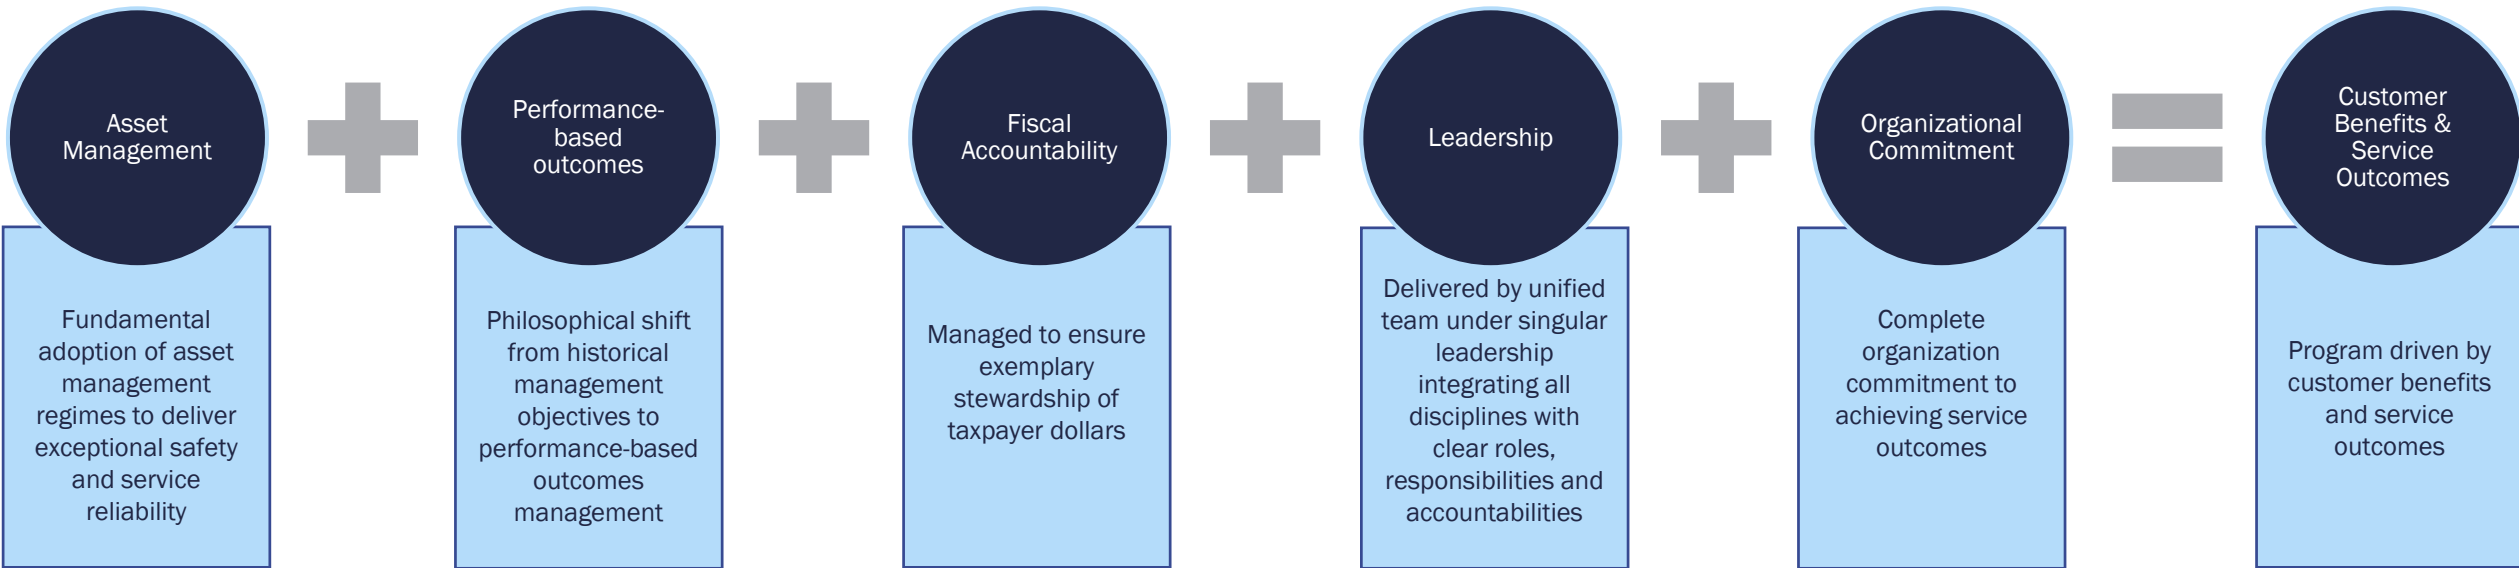 Asset
Management
Performance-
based
outcomes
Fiscal
Accountability
Leadership
Organizational
Commitment
Customer
Benefits &
Service
Outcomes
Fundamental
adoption of asset
management
regimes to deliver
exceptional safety
and service
reliability
Philosophical shift
from historical
management
objectives to
performance-based
outcomes
management
Managed to ensure
exemplary
stewardship of
taxpayer dollars
Delivered by unified
team under singular
leadership
integrating all
disciplines with
clear roles,
responsibilities and
accountabilities
Complete
organization
commitment to
achieving service
outcomes
Program driven by
customer benefits
and service
outcomes